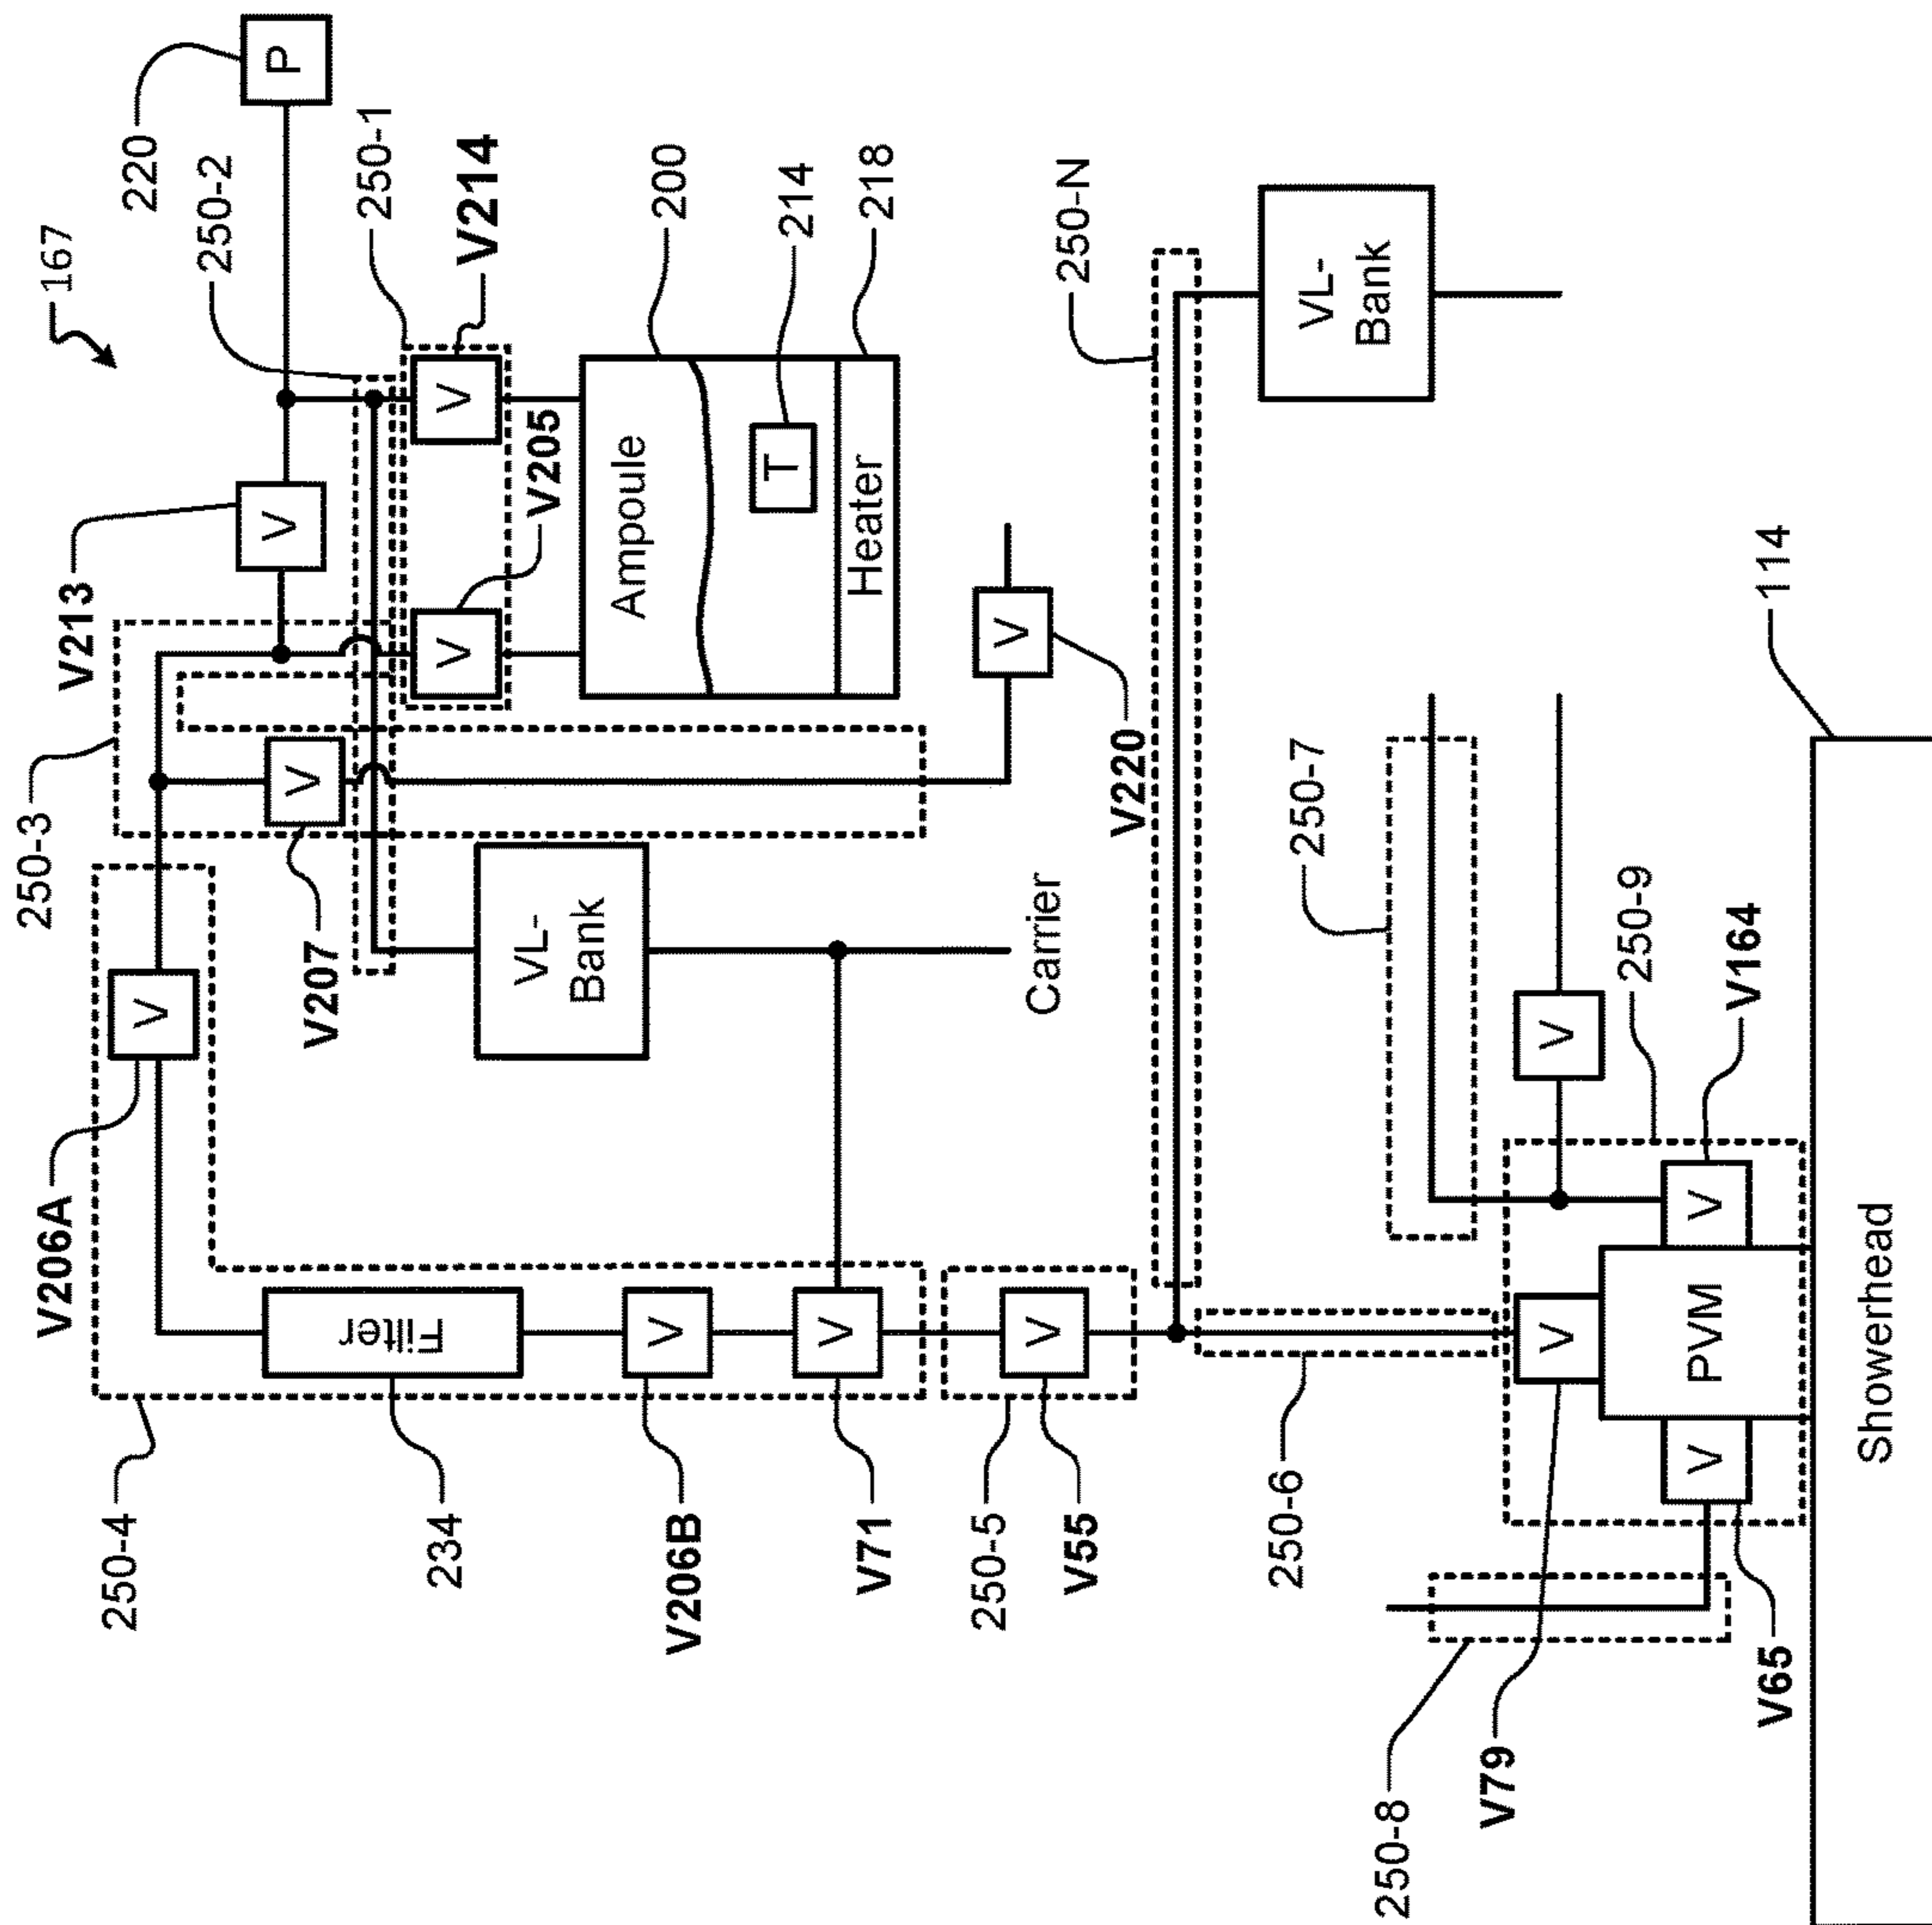 250-3
V206A
V213
220
250-4
V
167
250-2
V
V
P
V207
250-1
Filter
234
V
V
V214
V205
VL-
Bank
Ampoule
200
V206B
V
T
214
V71
V
Heater
218
250-5
V
V
Carrier
V55
V220
250-N
250-6
VL-
Bank
250-7
250-8
V79
V
V
250-9
V65
V
PVM
V
V164
114
Showerhead